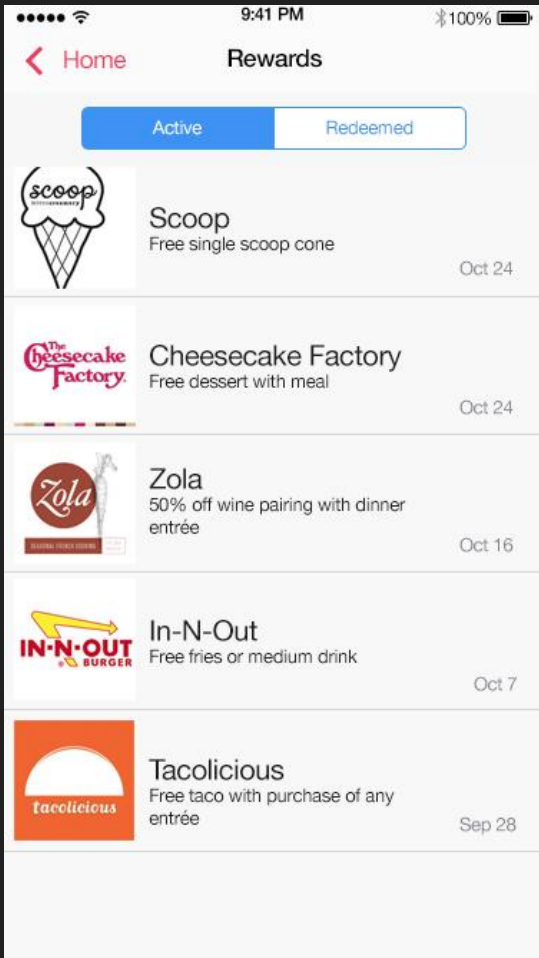 9:41 PM
100%
Home
Rewards
Active
Redeemed
scoop
Scoop
Free single scoop cone
Oct 24
The
Cheesecake
Factory.
Cheesecake Factory
Free dessert with meal
Oct 24
Zola
SEASONAL FRENCH COOKING
Zola
50% off wine pairing with dinner
entrée
Oct 16
IN-N-OUT
BURGER
In-N-Out
Free fries or medium drink
Oct 7
tacolicious
Tacolicious
Free taco with purchase of any
entrée
Sep 28